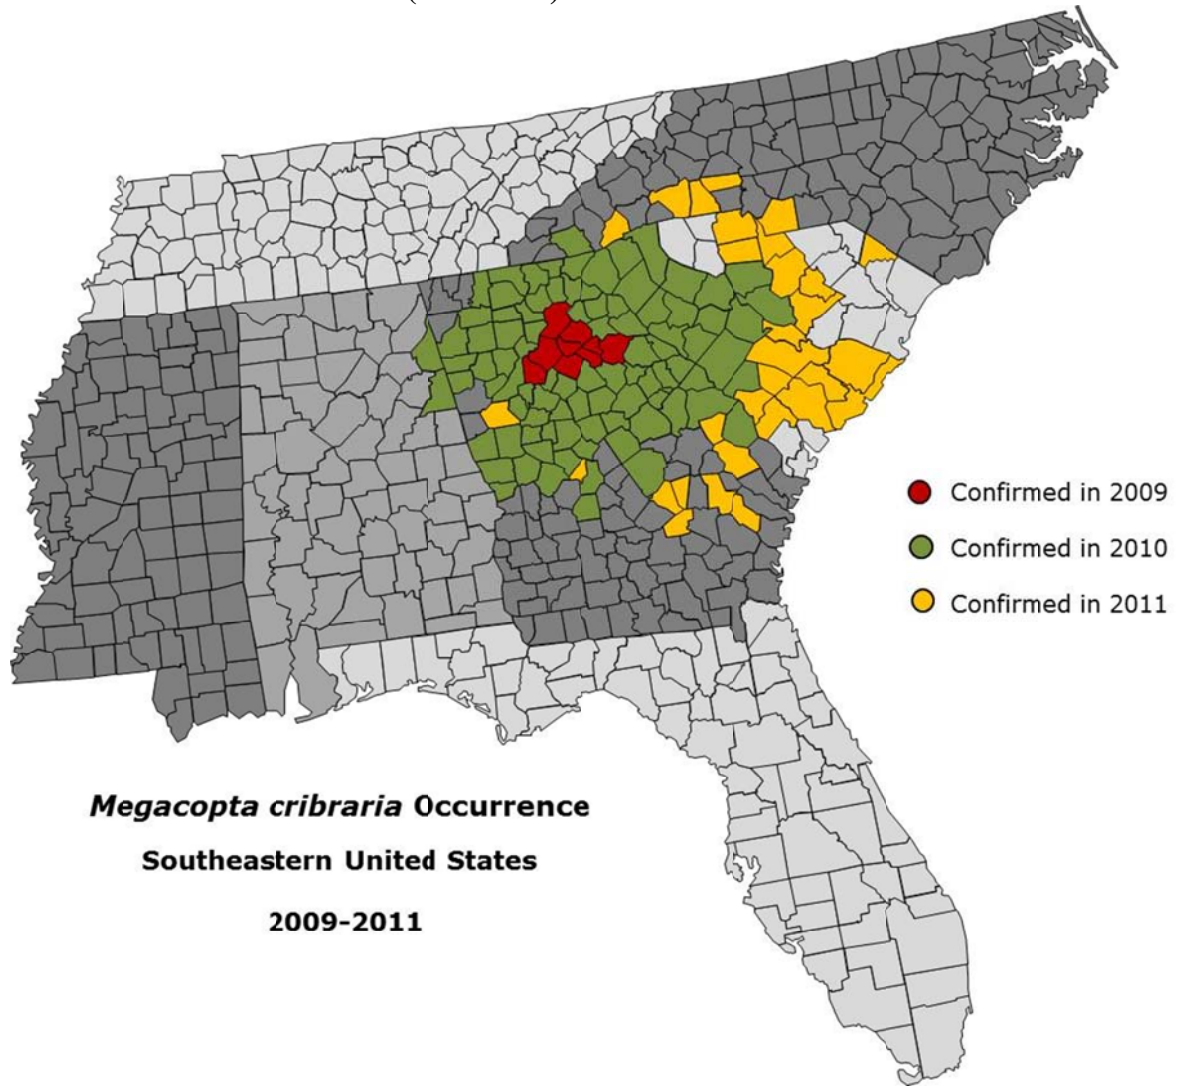 Confirmed in 2009
Confirmed in 2010
Confirmed in 2011
Megacopta cribraria Occurrence
Southeastern United States
2009-2011